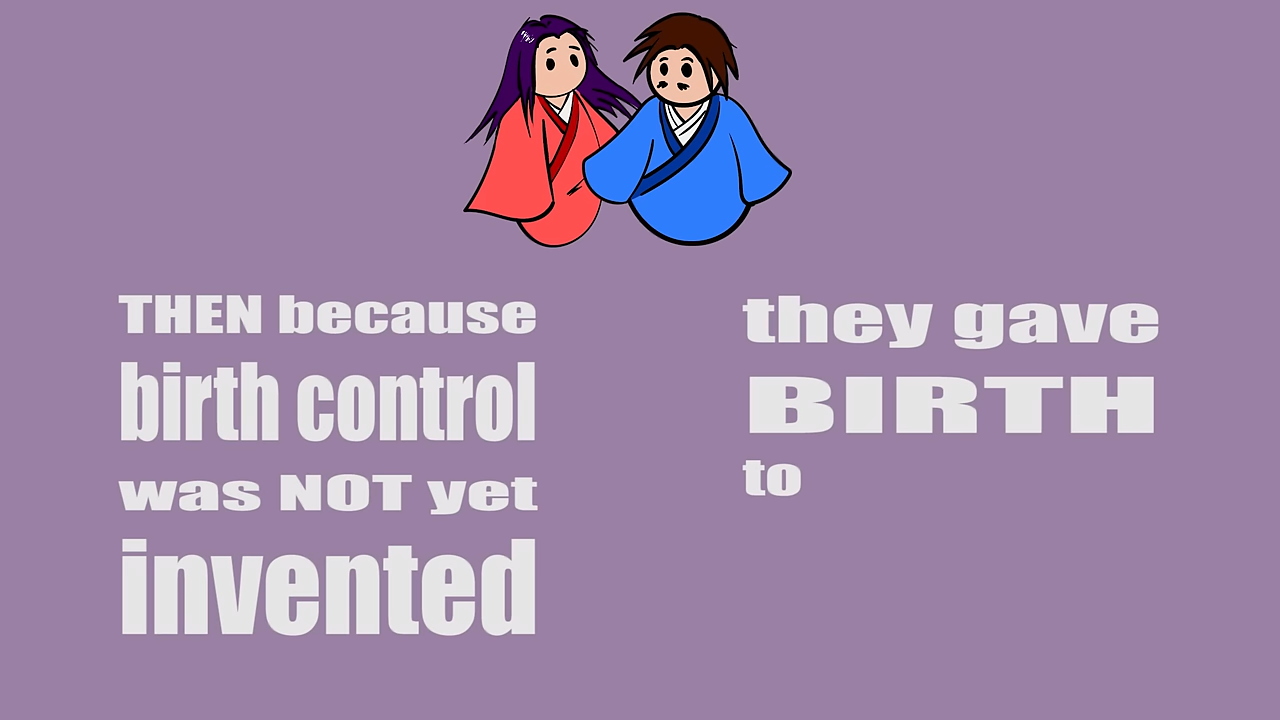 THEN because
birth control
was NOT yet
invented
they gave
BIRTH
to